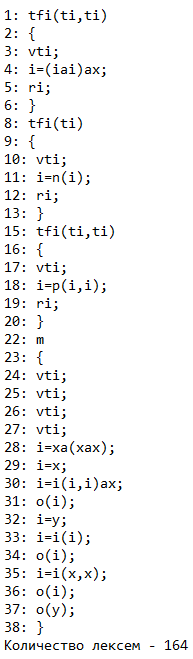 1: tfi(ti,ti)
2: {
3: vti;
4: i=(iai)ax;
5: ri;
6: }
8: tfi(ti)
9: {
10: vti;
11: i=n(i);
12: ri;
13: }
15: tfi(ti,ti)
16: {
17: vti;
18: i=p(i,i);
19: ri;
20: }
22: m
23: {
24: vti;
25: vti;
26: vti;
27: vti;
28: i=xa(xax);
29: i=x;
30: i=i(i,i)ax;
31: o(i);
32: i=y;
33: i=i(i);
34: o(i);
35: i=i(x,x);
36: o(i);
37: o(y);
38: }
Количество лексем - 164